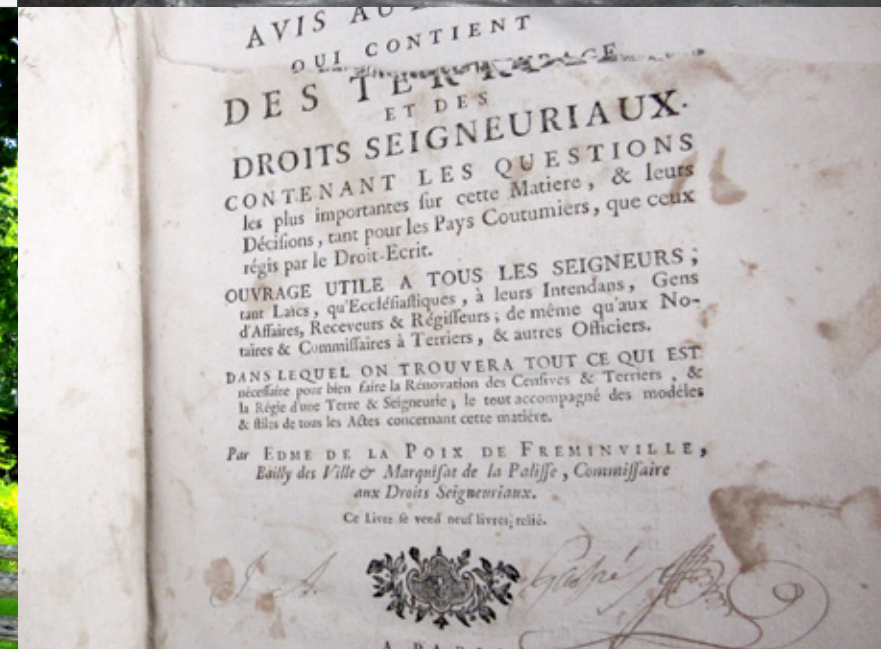 AVIS AU
QUI CONTIENT
DES TERRAGE
ET DES
DROITS SEIGNEURIAUX.
CONTENANT LES QUESTIONS
les plus importantes ſur cette Matiere, & leurs
Déciſions, tant pour les Pays Coutumiers, que ceux
régis par le Droit-Ecrit.
OUVRAGE UTILE A TOUS LES SEIGNEURS;
tant Laïcs, qu'Eccléſiaſtiques, à leurs Intendans, Gens
d'Affaires, Receveurs & Régiſſeurs; de même qu'aux No-
taires & Commiſſaires à Terriers, & autres Officiers.
DANS LEQUEL ON TROUVERA TOUT CE QUI EST
néceſſaire pour bien faire la Rénovation des Cenſives & Terriers, &
la Régie d'une Terre & Seigneurie; le tout accompagné des modéles
& ſtiles de tous les Actes concernant cette matiére.
Par EDME DE LA POIX DE FREMINVILLE,
Bailly des Ville & Marquiſat de la Paliſſe, Commiſſaire
aux Droits Seigneuriaux.
Ce Livre ſe vend neuf livres, relié.
J. A. Gaspé
A PARIS